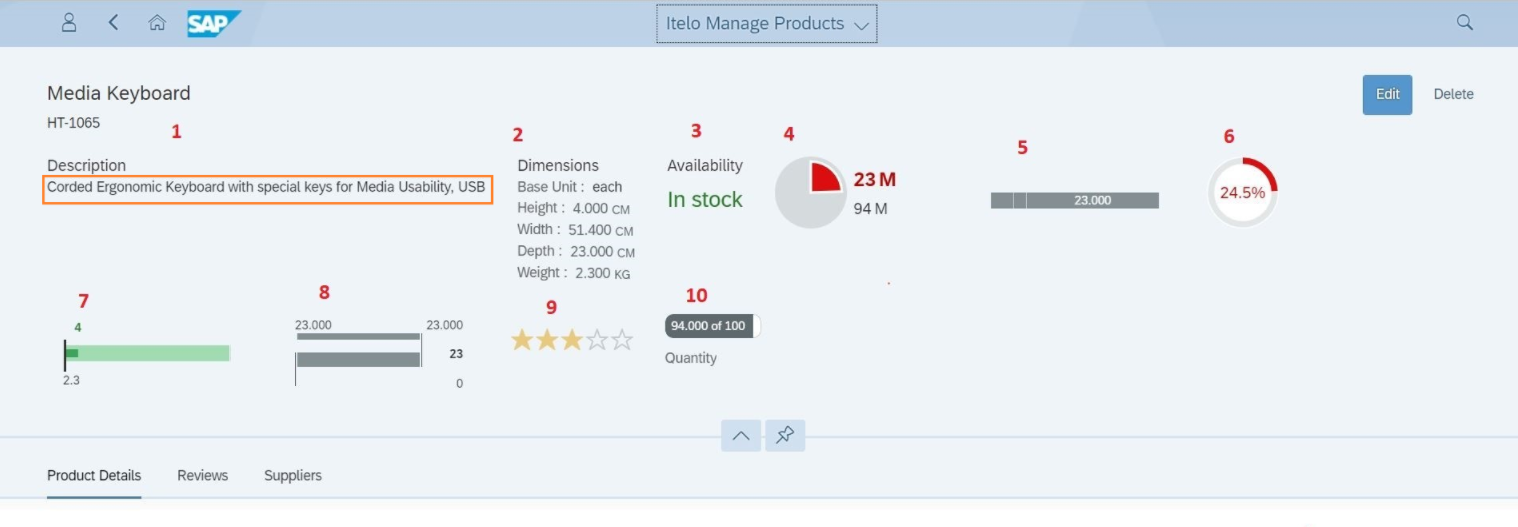 SAP
Itelo Manage Products
Media Keyboard
Edit
Delete
HT-1065
1
2
3
4
5
6
Description
Corded Ergonomic Keyboard with special keys for Media Usability, USB
Dimensions
Base Unit : each
Height : 4.000 CM
Width : 51.400 CM
Depth : 23.000 CM
Weight : 2.300 KG
Availability
In stock
23 M
94 M
23.000
24.5%
7
8
9
10
4
2.3
23.000
23.000
23
0
94.000 of 100
Quantity
Product Details
Reviews
Suppliers